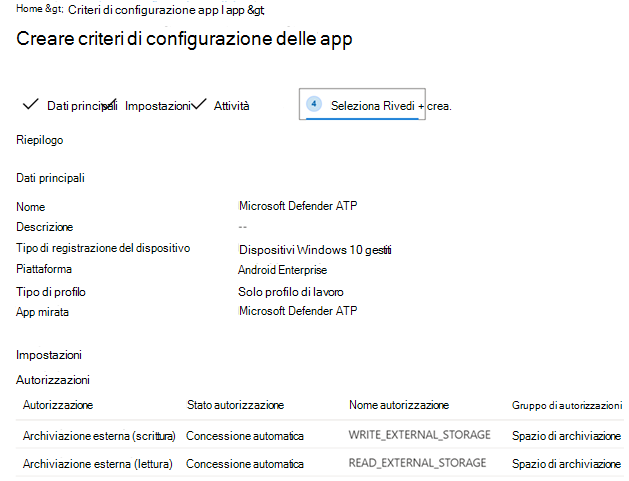 Home &gt; Criteri di configurazione app I app &gt;
Creare criteri di configurazione delle app
Dati principali Impostazioni Attività 4 Seleziona Rivedi + crea.
Riepilogo
Dati principali
Nome Microsoft Defender ATP
Descrizione --
Tipo di registrazione del dispositivo Dispositivi Windows 10 gestiti
Piattaforma Android Enterprise
Tipo di profilo Solo profilo di lavoro
App mirata Microsoft Defender ATP
Impostazioni
Autorizzazioni
Autorizzazione Stato autorizzazione Nome autorizzazione Gruppo di autorizzazioni
Archiviazione esterna (scrittura) Concessione automatica WRITE_EXTERNAL_STORAGE Spazio di archiviazione
Archiviazione esterna (lettura) Concessione automatica READ_EXTERNAL_STORAGE Spazio di archiviazione